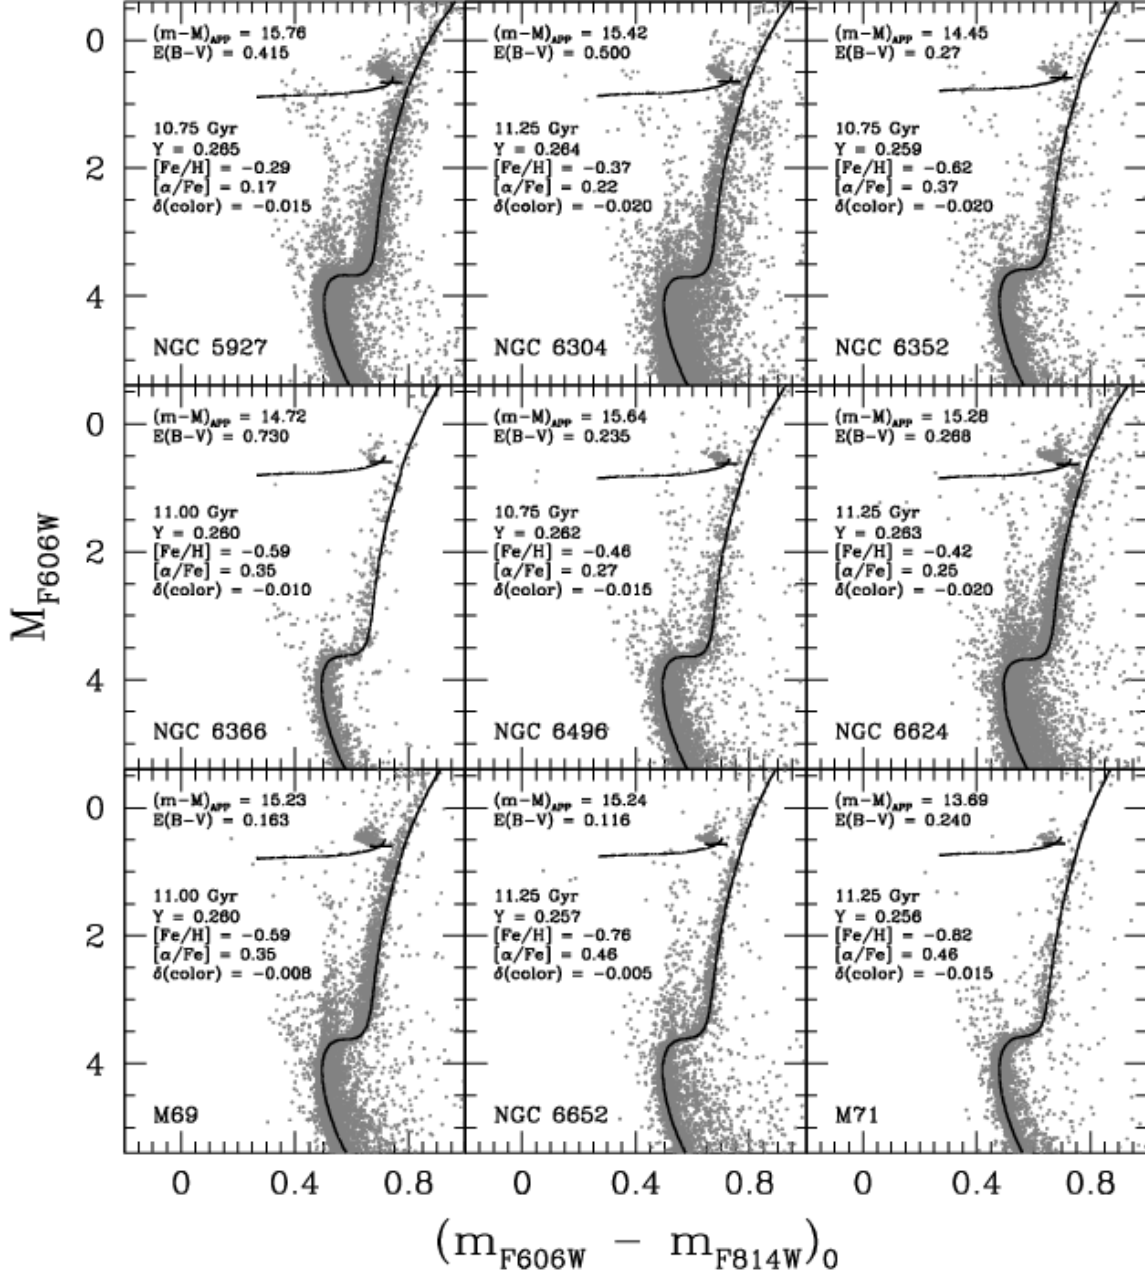 (m−M)APP = 15.76
E(B−V) = 0.415
10.75 Gyr
Y = 0.265
[Fe/H] = −0.29
[α/Fe] = 0.17
δ(color) = −0.015
NGC 5927
(m−M)APP = 15.42
E(B−V) = 0.500
11.25 Gyr
Y = 0.264
[Fe/H] = −0.37
[α/Fe] = 0.22
δ(color) = −0.020
NGC 6304
(m−M)APP = 14.45
E(B−V) = 0.27
10.75 Gyr
Y = 0.259
[Fe/H] = −0.62
[α/Fe] = 0.37
δ(color) = −0.020
NGC 6352
0
2
4
(m−M)APP = 14.72
E(B−V) = 0.730
11.00 Gyr
Y = 0.260
[Fe/H] = −0.59
[α/Fe] = 0.35
δ(color) = −0.010
NGC 6366
(m−M)APP = 15.64
E(B−V) = 0.235
10.75 Gyr
Y = 0.262
[Fe/H] = −0.46
[α/Fe] = 0.27
δ(color) = −0.015
NGC 6496
(m−M)APP = 15.28
E(B−V) = 0.268
11.25 Gyr
Y = 0.263
[Fe/H] = −0.42
[α/Fe] = 0.25
δ(color) = −0.020
NGC 6624
0
2
4
MF606W
(m−M)APP = 15.23
E(B−V) = 0.163
11.00 Gyr
Y = 0.260
[Fe/H] = −0.59
[α/Fe] = 0.35
δ(color) = −0.008
M69
(m−M)APP = 15.24
E(B−V) = 0.116
11.25 Gyr
Y = 0.257
[Fe/H] = −0.76
[α/Fe] = 0.46
δ(color) = −0.005
NGC 6652
(m−M)APP = 13.69
E(B−V) = 0.240
11.25 Gyr
Y = 0.256
[Fe/H] = −0.82
[α/Fe] = 0.46
δ(color) = −0.015
M71
0
2
4
0 0.4 0.8 0 0.4 0.8 0 0.4 0.8
(mF606W − mF814W)0